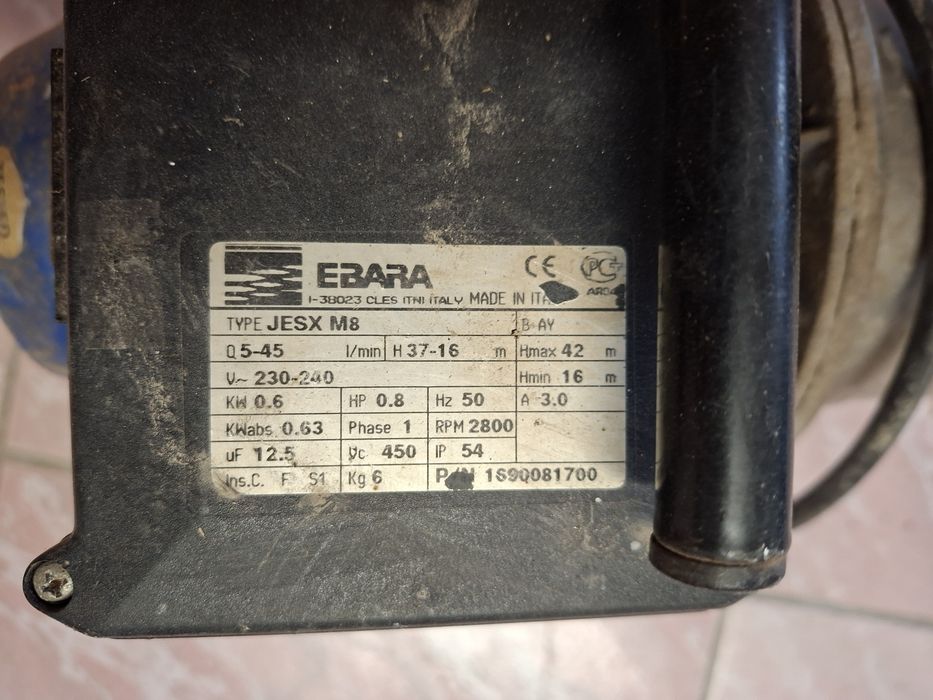 EBARA CE
I-38023 CLES (TN) ITALY MADE IN
TYPE JESX M8 B AY
Q 5-45 l/min H 37-16 m Hmax 42 m
V~ 230-240 Hmin 16 m
KW 0.6 HP 0.8 Hz 50 A 3.0
KWabs 0.63 Phase 1 RPM 2800
uF 12.5 Vc 450 IP 54
Ins.C. F S1 Kg 6 P/N 1690081700